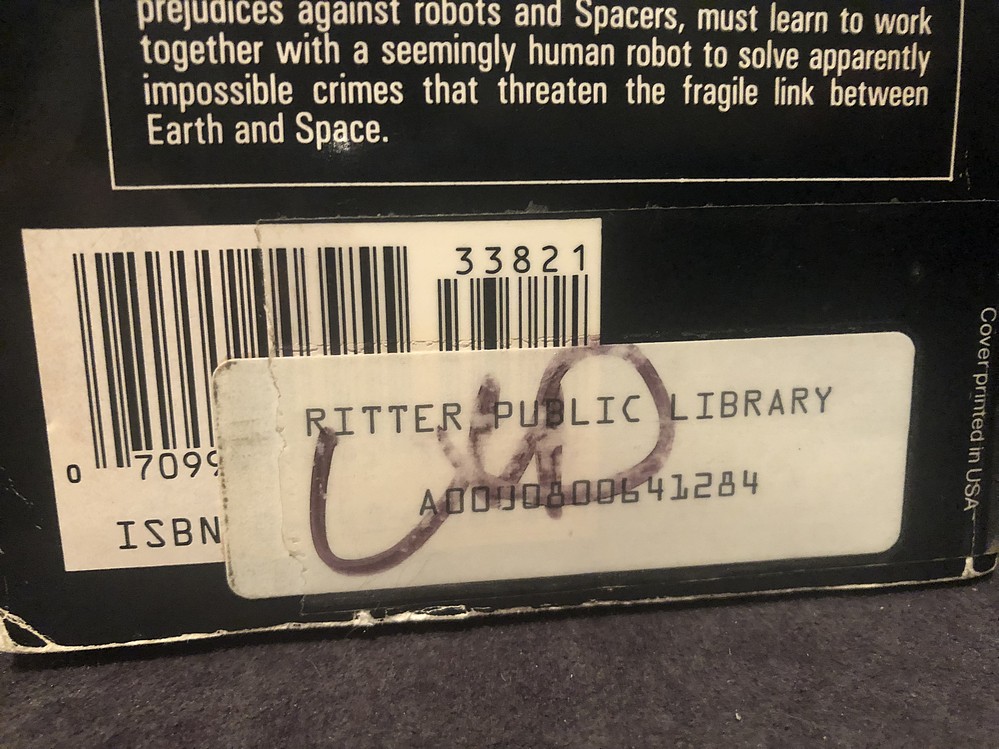 prejudices against robots and Spacers, must learn to work
together with a seemingly human robot to solve apparently
impossible crimes that threaten the fragile link between
Earth and Space.
33821
0 7099
ISBN
RITTER PUBLIC LIBRARY
A00000800641284
Cover printed in USA